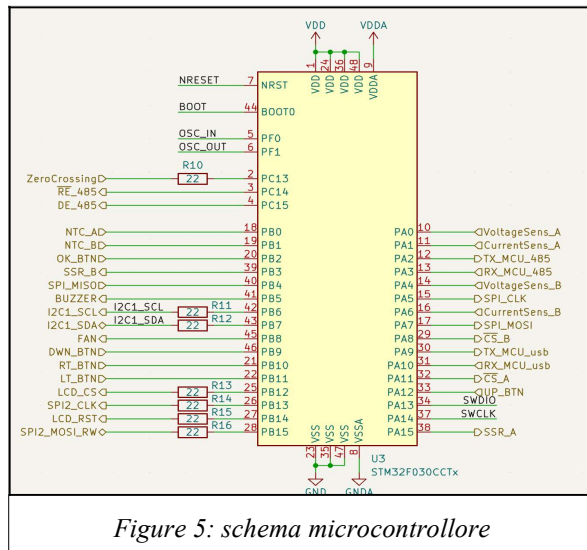 VDD VDDA
1 24 36 48 9
VDD VDD VDD VDD VDDA
NRESET 7 NRST
BOOT 44 BOOT0
OSC_IN 5 PF0
OSC_OUT 6 PF1
R10
ZeroCrossing 22 2 PC13
RE_485 3 PC14
DE_485 4 PC15
NTC_A 18 PB0 PA0 10 VoltageSens_A
NTC_B 19 PB1 PA1 11 CurrentSens_A
OK_BTN 20 PB2 PA2 12 TX_MCU_485
SSR_B 39 PB3 PA3 13 RX_MCU_485
SPI_MISO 40 PB4 PA4 14 VoltageSens_B
BUZZER 41 PB5 PA5 15 SPI_CLK
I2C1_SCL I2C1_SCL 22 R11 42 PB6 PA6 16 CurrentSens_B
I2C1_SDA I2C1_SDA 22 R12 43 PB7 PA7 17 SPI_MOSI
FAN 45 PB8 PA8 29 CS_B
DWN_BTN 46 PB9 PA9 30 TX_MCU_usb
RT_BTN 21 PB10 PA10 31 RX_MCU_usb
LT_BTN 22 PB11 PA11 32 CS_A
LCD_CS 22 R13 25 PB12 PA12 33 UP_BTN
SPI2_CLK 22 R14 26 PB13 PA13 34 SWDIO
LCD_RST 22 R15 27 PB14 PA14 37 SWCLK
SPI2_MOSI_RW 22 R16 28 PB15 PA15 38 SSR_A
VSS VSS VSS VSSA
23 35 47 8
U3
STM32F030CCTx
GND GNDA
Figure 5: schema microcontrollore